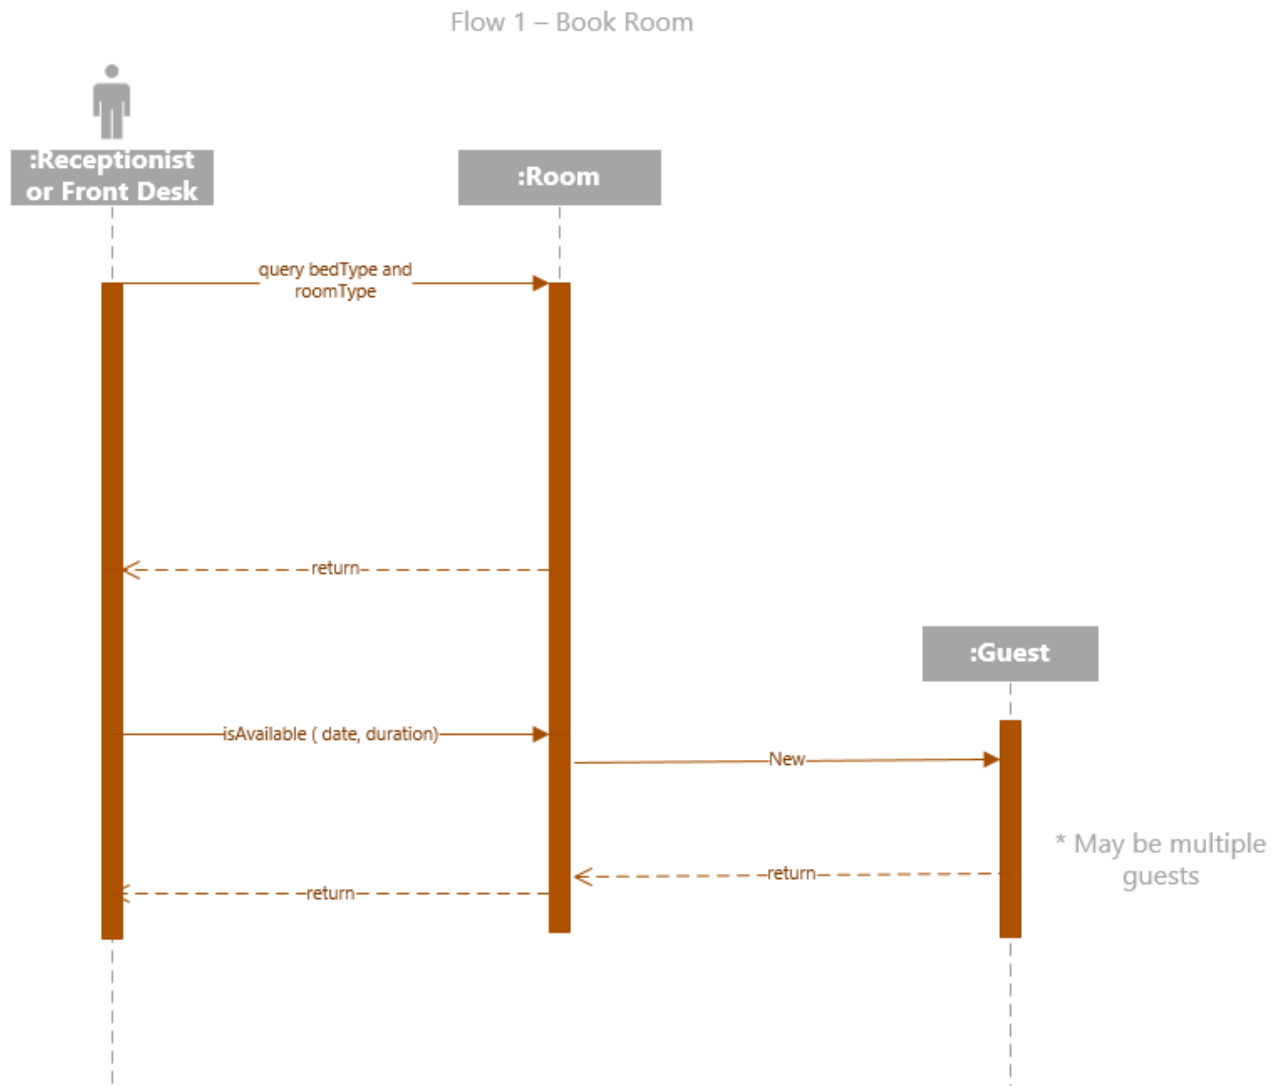 Flow 1 – Book Room
:Receptionist
or Front Desk
:Room
query bedType and
roomType
return
:Guest
isAvailable ( date, duration)
New
* May be multiple
guests
return
return